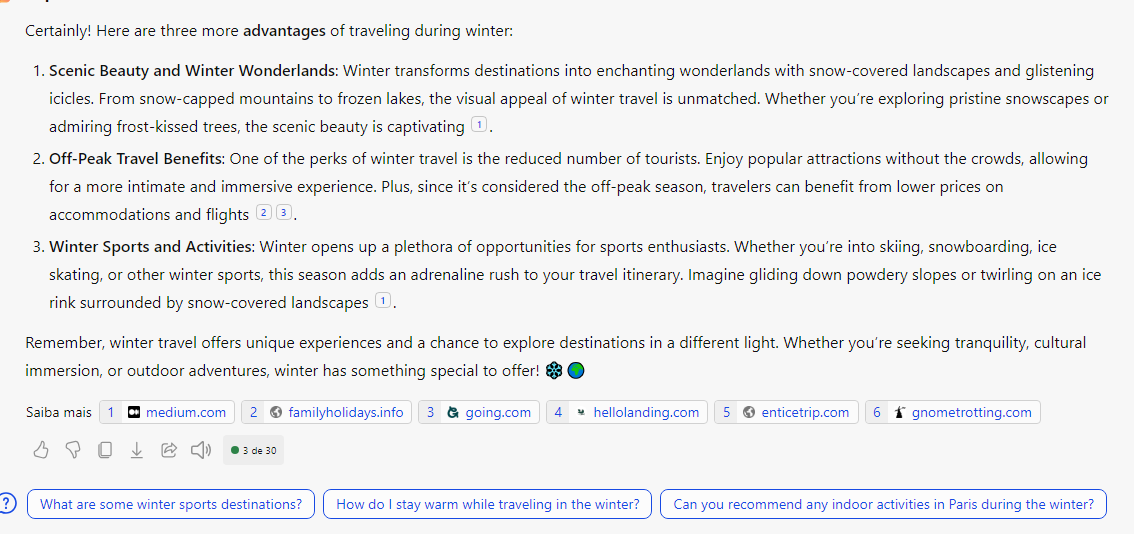 Certainly! Here are three more advantages of traveling during winter:
1. Scenic Beauty and Winter Wonderlands: Winter transforms destinations into enchanting wonderlands with snow-covered landscapes and glistening
icicles. From snow-capped mountains to frozen lakes, the visual appeal of winter travel is unmatched. Whether you're exploring pristine snowscapes or
admiring frost-kissed trees, the scenic beauty is captivating 1.
2. Off-Peak Travel Benefits: One of the perks of winter travel is the reduced number of tourists. Enjoy popular attractions without the crowds, allowing
for a more intimate and immersive experience. Plus, since it's considered the off-peak season, travelers can benefit from lower prices on
accommodations and flights 2 3.
3. Winter Sports and Activities: Winter opens up a plethora of opportunities for sports enthusiasts. Whether you're into skiing, snowboarding, ice
skating, or other winter sports, this season adds an adrenaline rush to your travel itinerary. Imagine gliding down powdery slopes or twirling on an ice
rink surrounded by snow-covered landscapes 1.
Remember, winter travel offers unique experiences and a chance to explore destinations in a different light. Whether you're seeking tranquility, cultural
immersion, or outdoor adventures, winter has something special to offer! ❄️🌍
Saiba mais 1 medium.com 2 familyholidays.info 3 going.com 4 hellolanding.com 5 enticetrip.com 6 gnometrotting.com
3 de 30
? What are some winter sports destinations? How do I stay warm while traveling in the winter? Can you recommend any indoor activities in Paris during the winter?